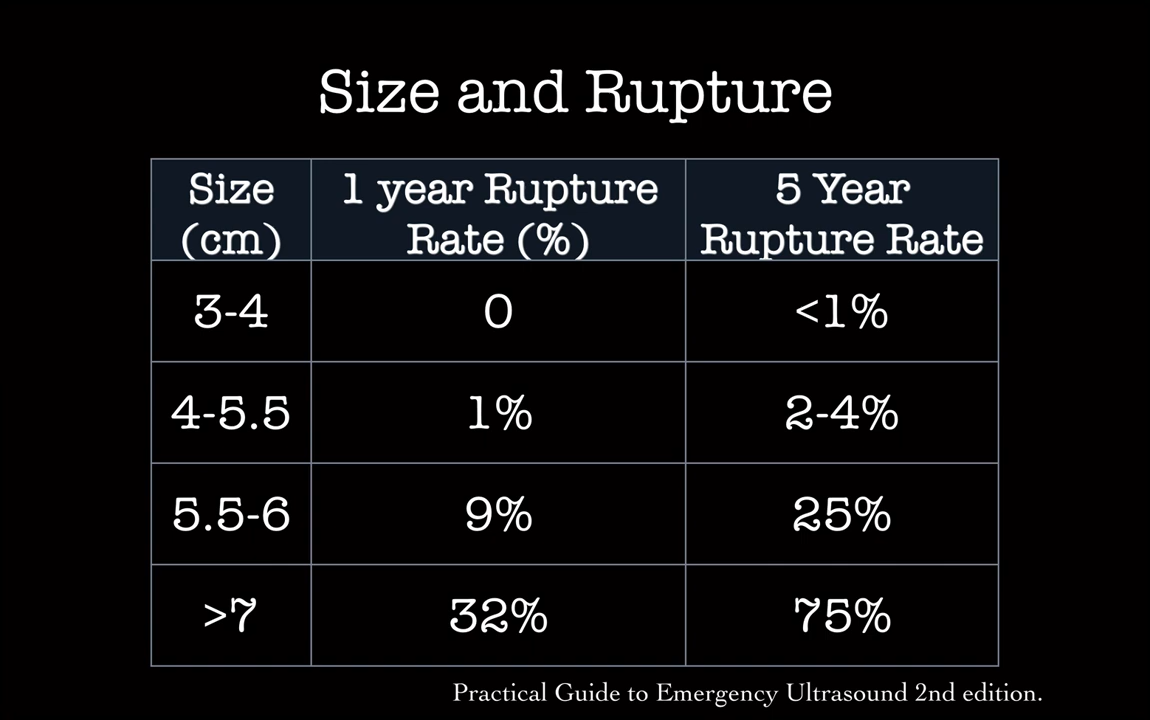 Size and Rupture
Size (cm) 1 year Rupture Rate (%) 5 Year Rupture Rate
3-4 0 <1%
4-5.5 1% 2-4%
5.5-6 9% 25%
>7 32% 75%
Practical Guide to Emergency Ultrasound 2nd edition.